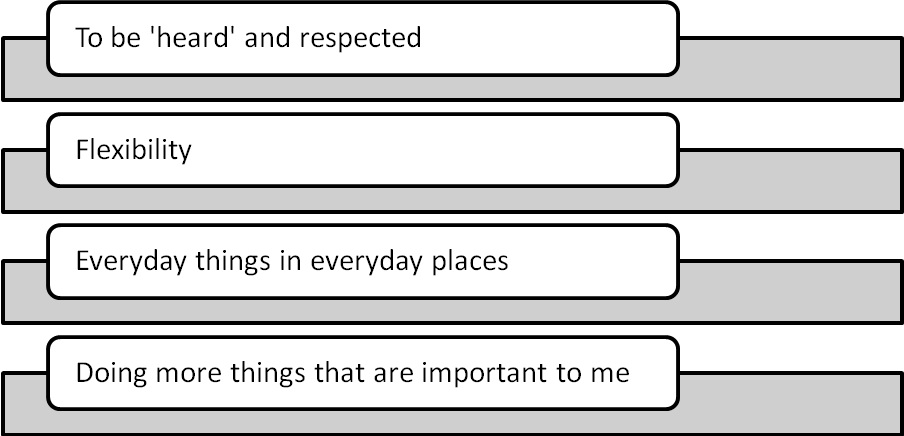 To be 'heard' and respected
Flexibility
Everyday things in everyday places
Doing more things that are important to me